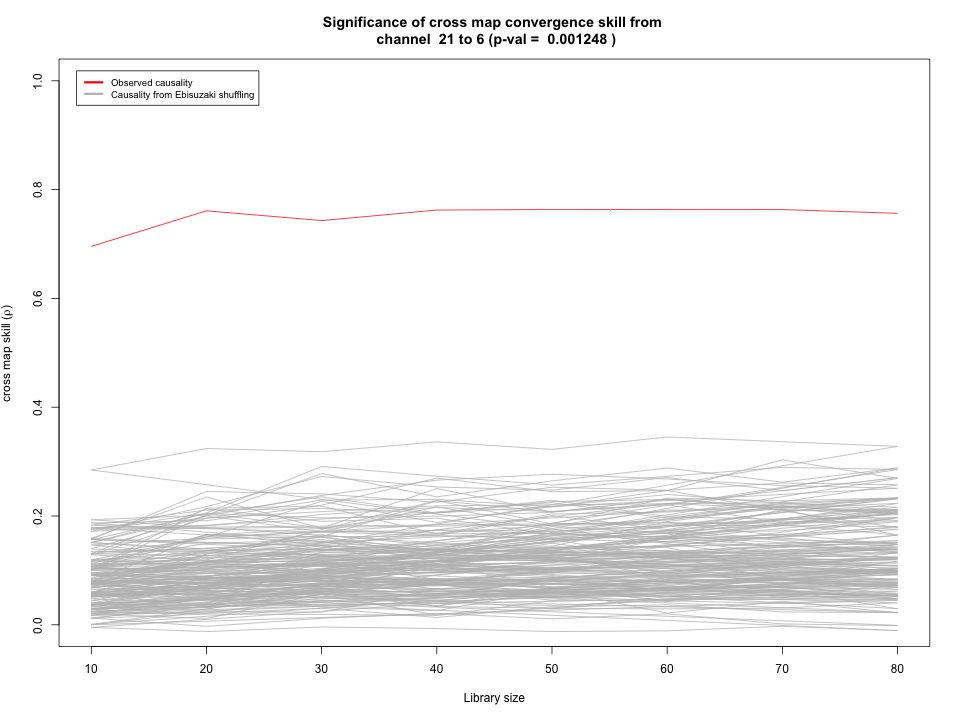 Significance of cross map convergence skill from
channel  21 to 6 (p-val =  0.001248 )
Observed causality
Causality from Ebisuzaki shuffling
cross map skill (ρ)
1.0
0.8
0.6
0.4
0.2
0.0
10 20 30 40 50 60 70 80
Library size